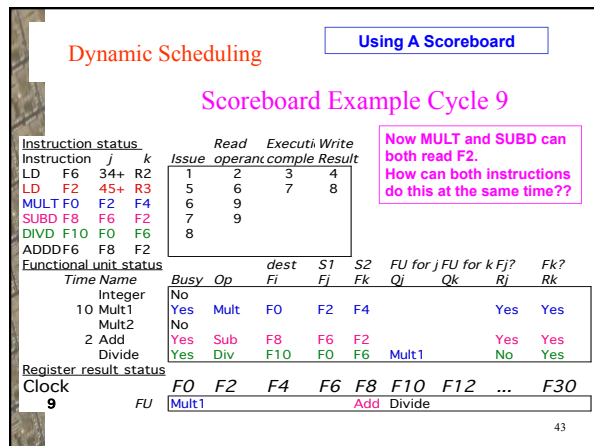 Dynamic Scheduling
Using A Scoreboard
Scoreboard Example Cycle 9
Now MULT and SUBD can
both read F2.
How can both instructions
do this at the same time??
Instruction status Read Executi Write
Instruction j k Issue operanc comple Result
LD F6 34+ R2 1 2 3 4
LD F2 45+ R3 5 6 7 8
MULT F0 F2 F4 6 9
SUBD F8 F6 F2 7 9
DIVD F10 F0 F6 8
ADDD F6 F8 F2
Functional unit status dest S1 S2 FU for j FU for k Fj? Fk?
Time Name Busy Op Fi Fj Fk Qj Qk Rj Rk
Integer No
10 Mult1 Yes Mult F0 F2 F4 Yes Yes
Mult2 No
2 Add Yes Sub F8 F6 F2 Yes Yes
Divide Yes Div F10 F0 F6 Mult1 No Yes
Register result status
Clock F0 F2 F4 F6 F8 F10 F12 ... F30
9 FU Mult1 Add Divide
43